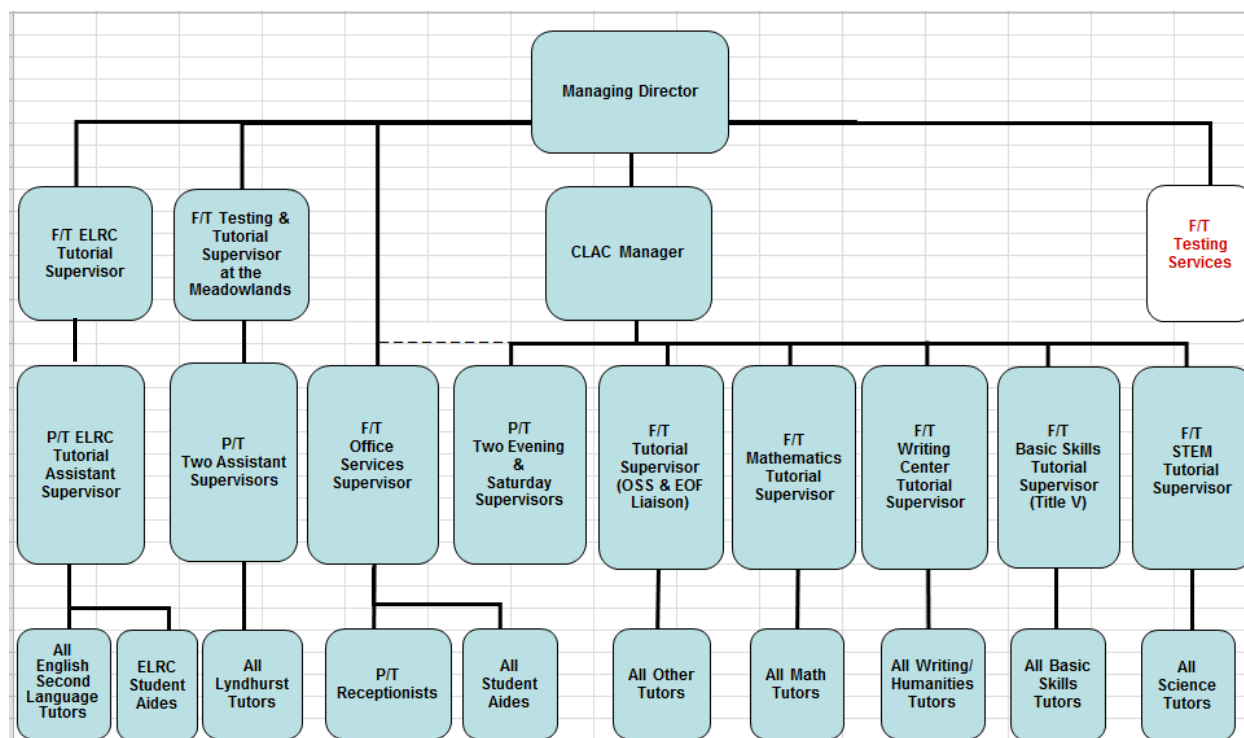 Managing Director
F/T ELRC
Tutorial
Supervisor
F/T Testing &
Tutorial
Supervisor
at the
Meadowlands
CLAC Manager
F/T
Testing
Services
P/T ELRC
Tutorial
Assistant
Supervisor
P/T
Two Assistant
Supervisors
F/T
Office
Services
Supervisor
P/T
Two Evening
&
Saturday
Supervisors
F/T
Tutorial
Supervisor
(OSS & EOF
Liaison)
F/T
Mathematics
Tutorial
Supervisor
F/T
Writing
Center
Tutorial
Supervisor
F/T
Basic Skills
Tutorial
Supervisor
(Title V)
F/T
STEM
Tutorial
Supervisor
All
English
Second
Language
Tutors
ELRC
Student
Aides
All
Lyndhurst
Tutors
P/T
Receptionists
All
Student
Aides
All Other
Tutors
All Math
Tutors
All Writing/
Humanities
Tutors
All Basic
Skills
Tutors
All
Science
Tutors